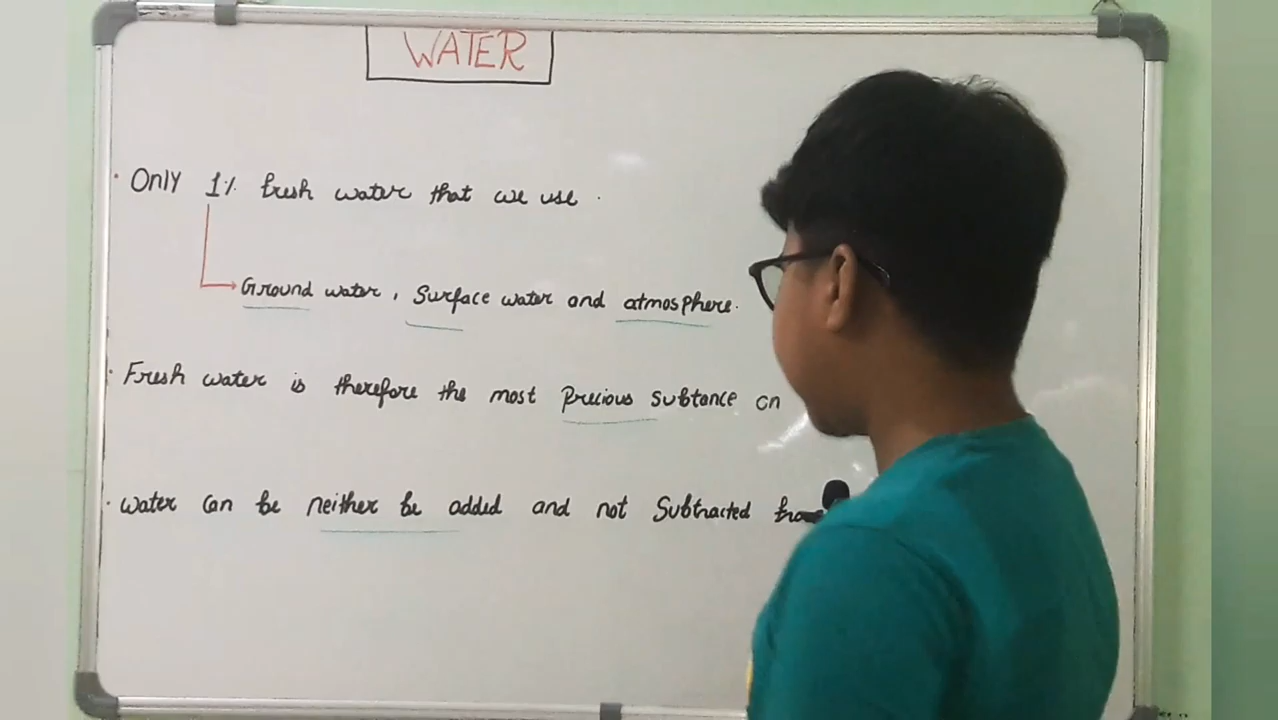 WATER
Only 1% fresh water that we use.
Ground water, Surface water and atmosphere.
Fresh water is therefore the most Precious Subtance on
Water Can be neither be added and not Subtracted